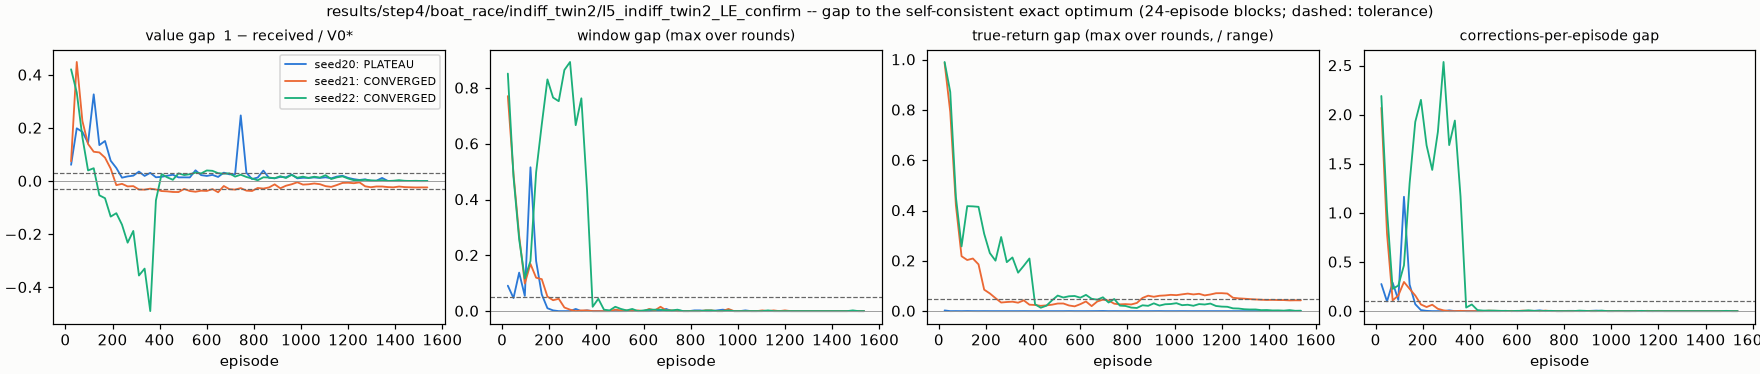 results/step4/boat_race/indiff_twin2/I5_indiff_twin2_LE_confirm -- gap to the self-consistent exact optimum (24-episode blocks; dashed: tolerance)
value gap 1 − received / V0*
0.4
0.2
0.0
−0.2
−0.4
seed20: PLATEAU
seed21: CONVERGED
seed22: CONVERGED
0 200 400 600 800 1000 1200 1400 1600
episode
window gap (max over rounds)
0.8
0.6
0.4
0.2
0.0
0 200 400 600 800 1000 1200 1400 1600
episode
true-return gap (max over rounds, / range)
1.0
0.8
0.6
0.4
0.2
0.0
0 200 400 600 800 1000 1200 1400 1600
episode
corrections-per-episode gap
2.5
2.0
1.5
1.0
0.5
0.0
0 200 400 600 800 1000 1200 1400 160
episode